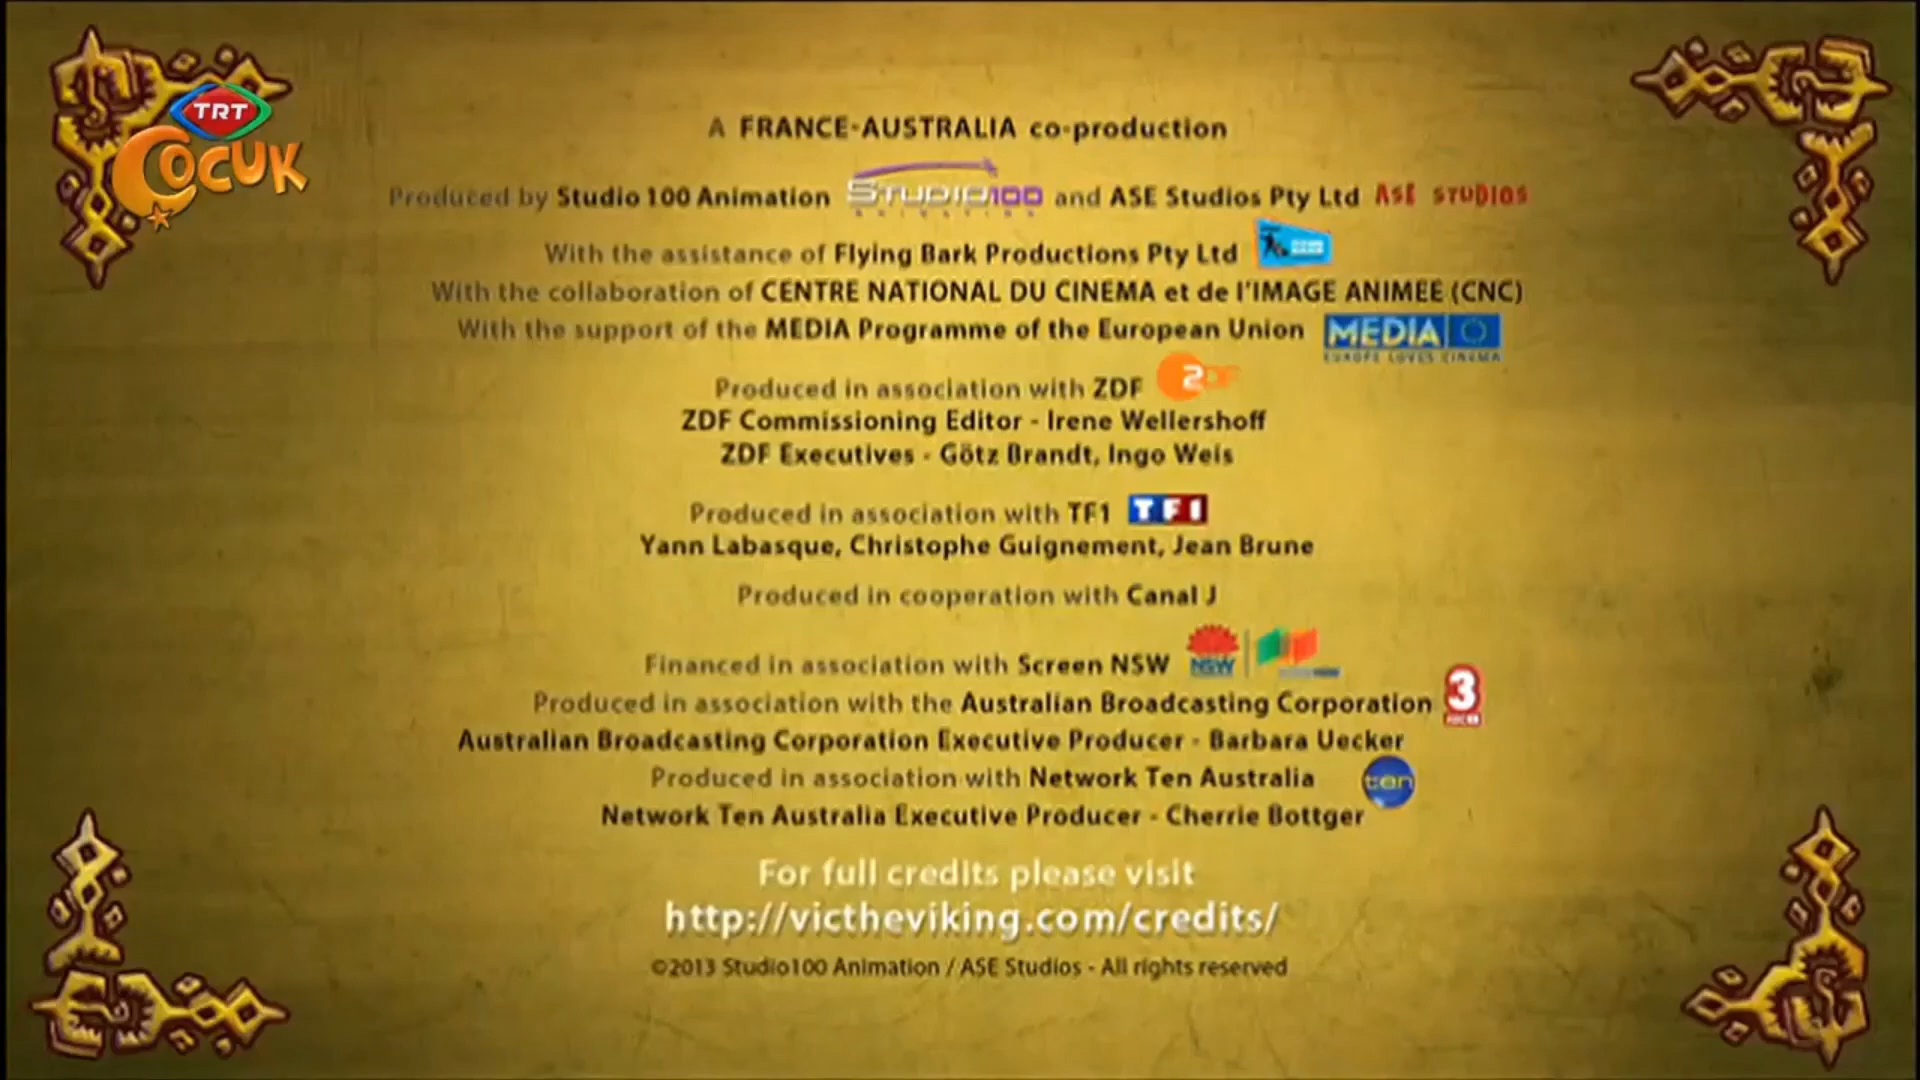 TRT
ÇOCUK
A FRANCE-AUSTRALIA co-production
Produced by Studio 100 Animation STUDIO100 ANIMATION and ASE Studios Pty Ltd ASE STUDIOS
With the assistance of Flying Bark Productions Pty Ltd
With the collaboration of CENTRE NATIONAL DU CINEMA et de l'IMAGE ANIMEE (CNC)
With the support of the MEDIA Programme of the European Union MEDIA
EUROPE LOVES CINEMA
Produced in association with ZDF ZDF
ZDF Commissioning Editor - Irene Wellershoff
ZDF Executives - Götz Brandt, Ingo Weis
Produced in association with TF1 TF1
Yann Labasque, Christophe Guignement, Jean Brune
Produced in cooperation with Canal J
Financed in association with Screen NSW NSW
Produced in association with the Australian Broadcasting Corporation 3
Australian Broadcasting Corporation Executive Producer - Barbara Uecker
Produced in association with Network Ten Australia ten
Network Ten Australia Executive Producer - Cherrie Bottger
For full credits please visit
http://victheviking.com/credits/
©2013 Studio100 Animation / ASE Studios - All rights reserved